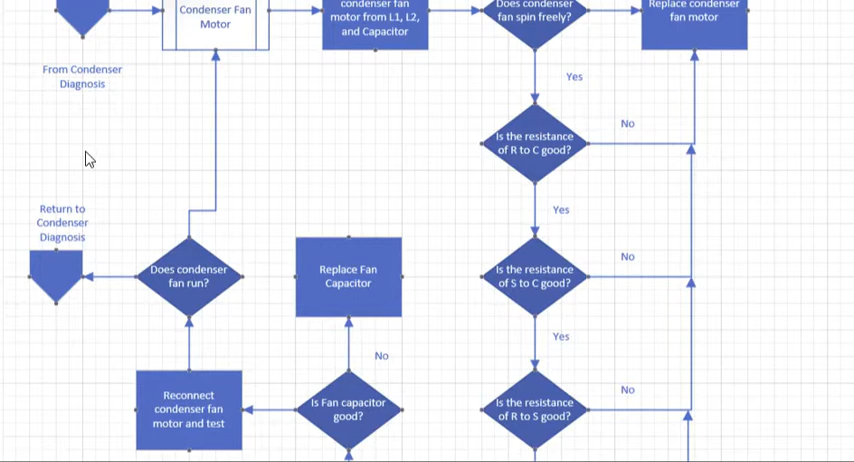 Condenser Fan
Motor
condenser fan
motor from L1, L2,
and Capacitor
Does condenser
fan spin freely?
Replace condenser
fan motor
From Condenser
Diagnosis
Yes
Is the resistance
of R to C good?
No
Yes
Return to
Condenser
Diagnosis
Does condenser
fan run?
Replace Fan
Capacitor
Is the resistance
of S to C good?
No
Yes
No
Reconnect
condenser fan
motor and test
Is Fan capacitor
good?
Is the resistance
of R to S good?
No